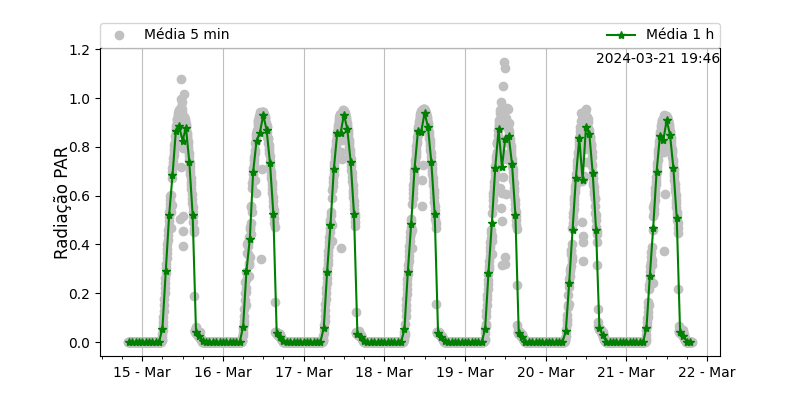 Média 5 min
Média 1 h
2024-03-21 19:46
Radiação PAR
1.2
1.0
0.8
0.6
0.4
0.2
0.0
15 - Mar
16 - Mar
17 - Mar
18 - Mar
19 - Mar
20 - Mar
21 - Mar
22 - Mar